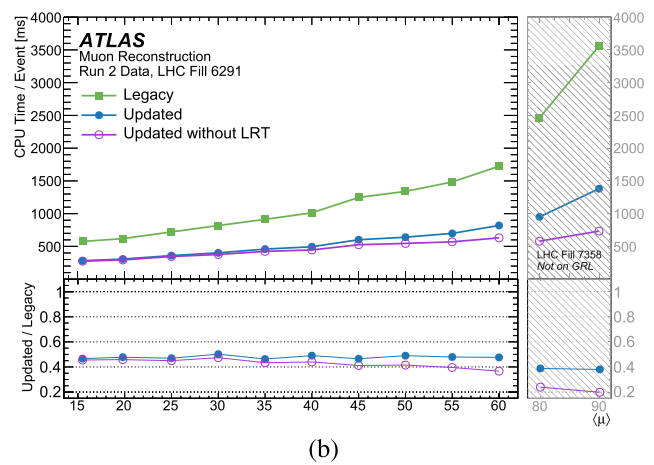 CPU Time / Event [ms]
4000
3500
3000
2500
2000
1500
1000
500
ATLAS
Muon Reconstruction
Run 2 Data, LHC Fill 6291
Legacy
Updated
Updated without LRT
4000
3500
3000
2500
2000
1500
1000
500
LHC Fill 7358
Not on GRL
Updated / Legacy
1
0.8
0.6
0.4
0.2
1
0.8
0.6
0.4
0.2
15 20 25 30 35 40 45 50 55 60 80 90
⟨μ⟩
(b)